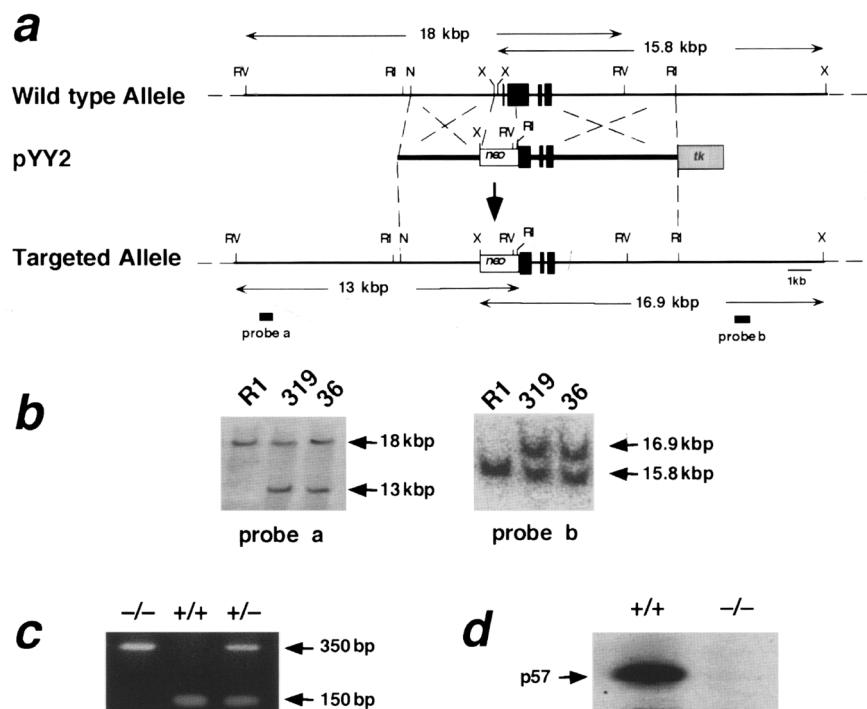 a
18 kbp
15.8 kbp
RV RI N X X RV RI X
Wild type Allele
X RV RI
pYY2
neo
tk
RV RI N X RV RI RV RI X
Targeted Allele
neo
1kb
13 kbp
16.9 kbp
probe a
probe b
b
R1 319 36
18 kbp
13 kbp
probe a
R1 319 36
16.9 kbp
15.8 kbp
probe b
c
–/– +/+ +/–
350 bp
150 bp
d
+/+ –/–
p57